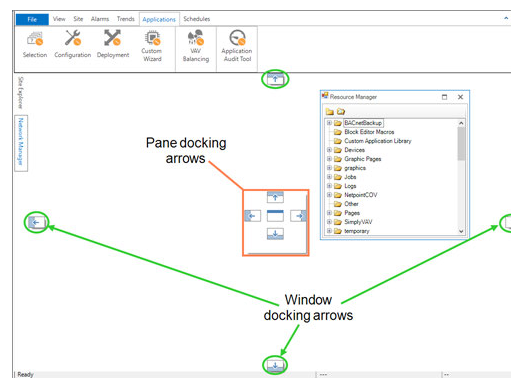 File View Site Alarms Trends Applications Schedules
Selection Configuration Deployment Custom Wizard VAV Balancing Application Audit Tool
Site Explorer
Network Manager
Resource Manager
BACnetBackup
Block Editor Macros
Custom Application Library
Devices
Graphic Pages
graphics
Jobs
Logs
NetpointCOV
Other
Pages
SimplyVAV
temporary
Pane docking
arrows
Window
docking arrows
Ready --- --